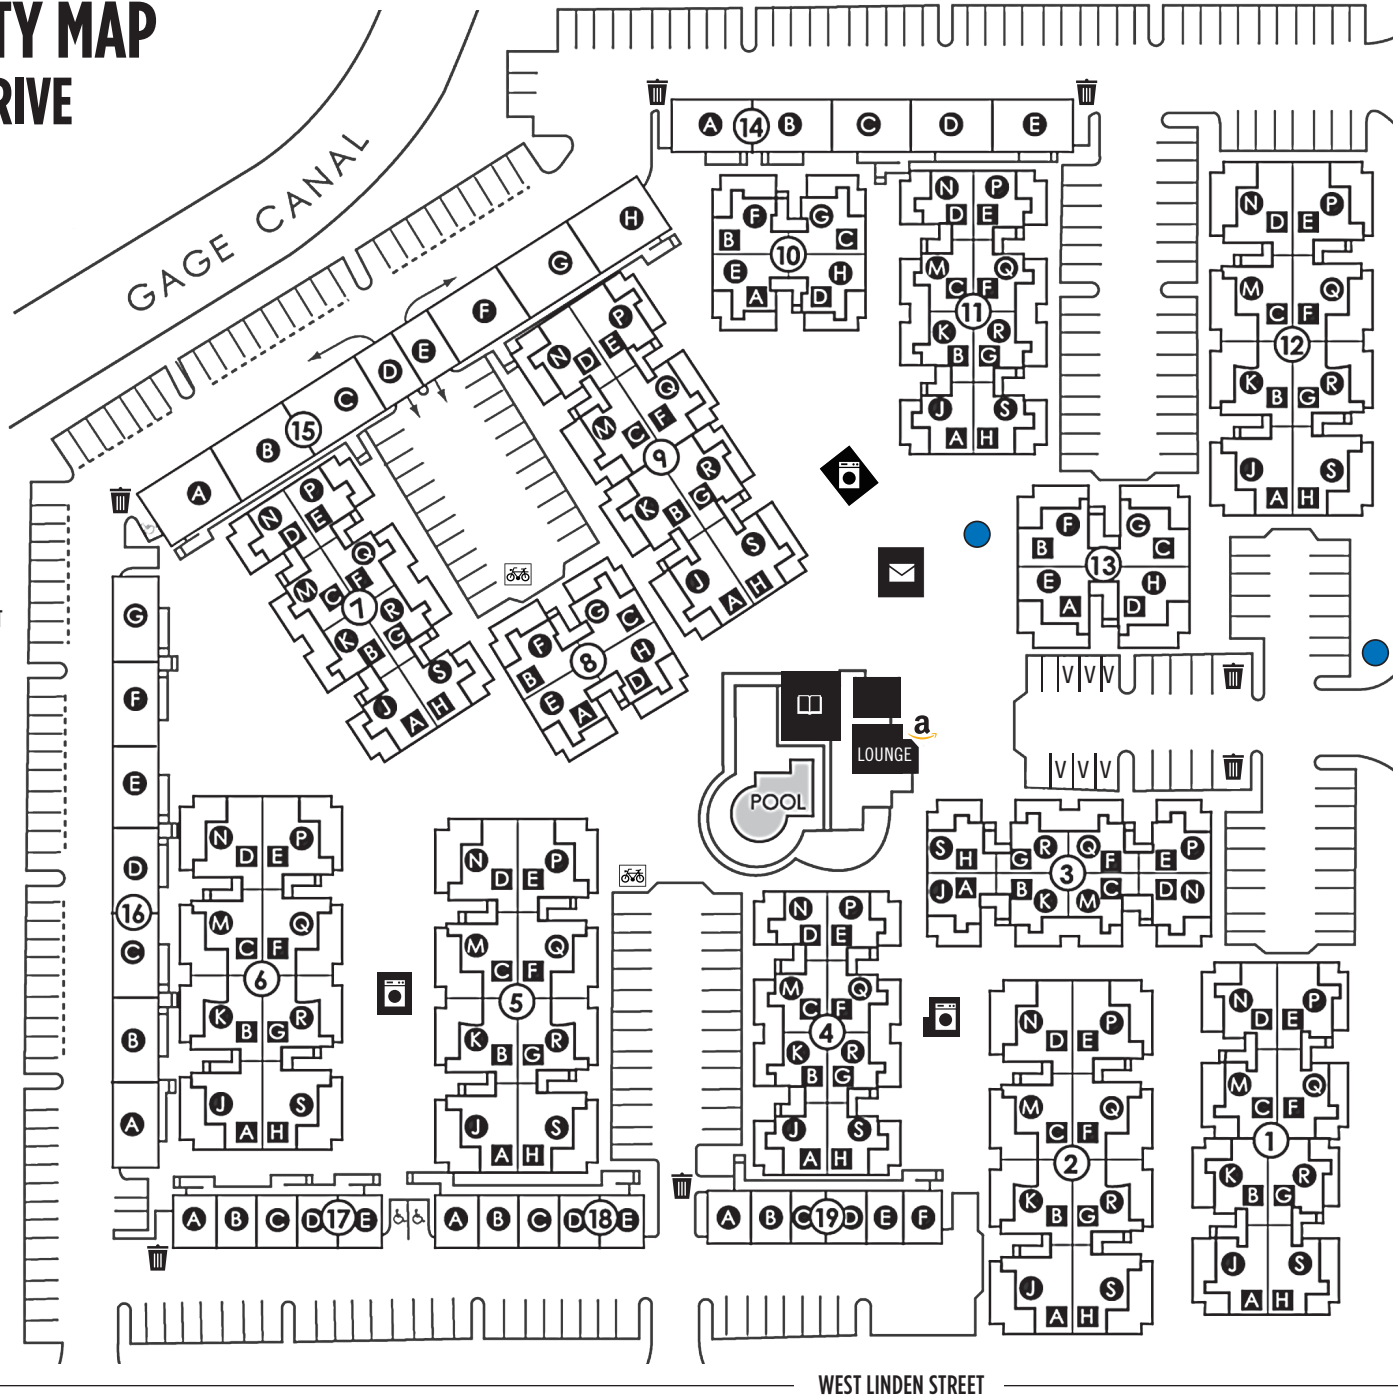 TY MAP
RIVE
GAGE CANAL
A 14 B C D E
N P
D E
M Q
C F
11
K R
B G
J S
A H
F G
B C
10
E H
A D
N P
D E
M Q
C F
12
K R
B G
J S
A H
A B 15 C D E F G H
N P
D E
M Q
C F
9
K R
B G
J S
A H
N P
D E
M Q
C F
7
K R
B G
J S
A H
F G
B C
8
E H
A D
F G
B C
13
E H
A D
V V V
V V V
G
F
E
D
16
C
B
A
LOUNGE
a
POOL
S H G R Q F E P
3
J A B K M C D N
N P
D E
M Q
C F
6
K R
B G
J S
A H
N P
D E
M Q
C F
5
K R
B G
J S
A H
N P
D E
M Q
C F
4
K R
B G
J S
A H
N P
D E
M Q
C F
2
K R
B G
J S
A H
N P
D E
M Q
C F
1
K R
B G
J S
A H
A B C D 17 E
A B C D 18 E
A B C 19 D E F
WEST LINDEN STREET